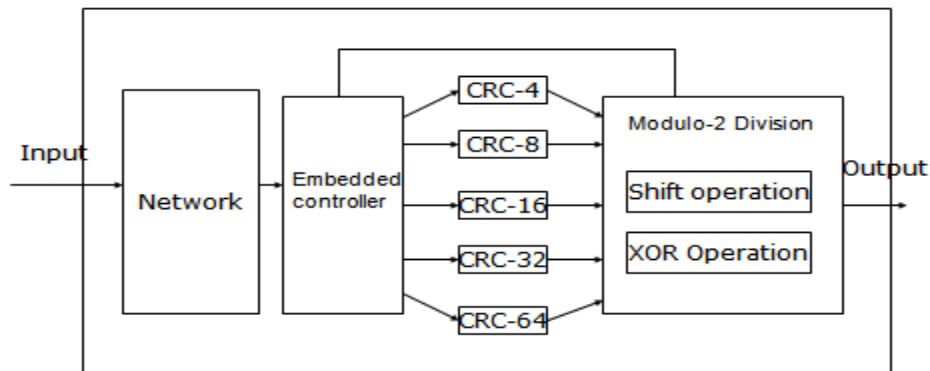 Input
Network
Embedded
controller
CRC-4
CRC-8
CRC-16
CRC-32
CRC-64
Modulo-2 Division
Shift operation
XOR Operation
Output